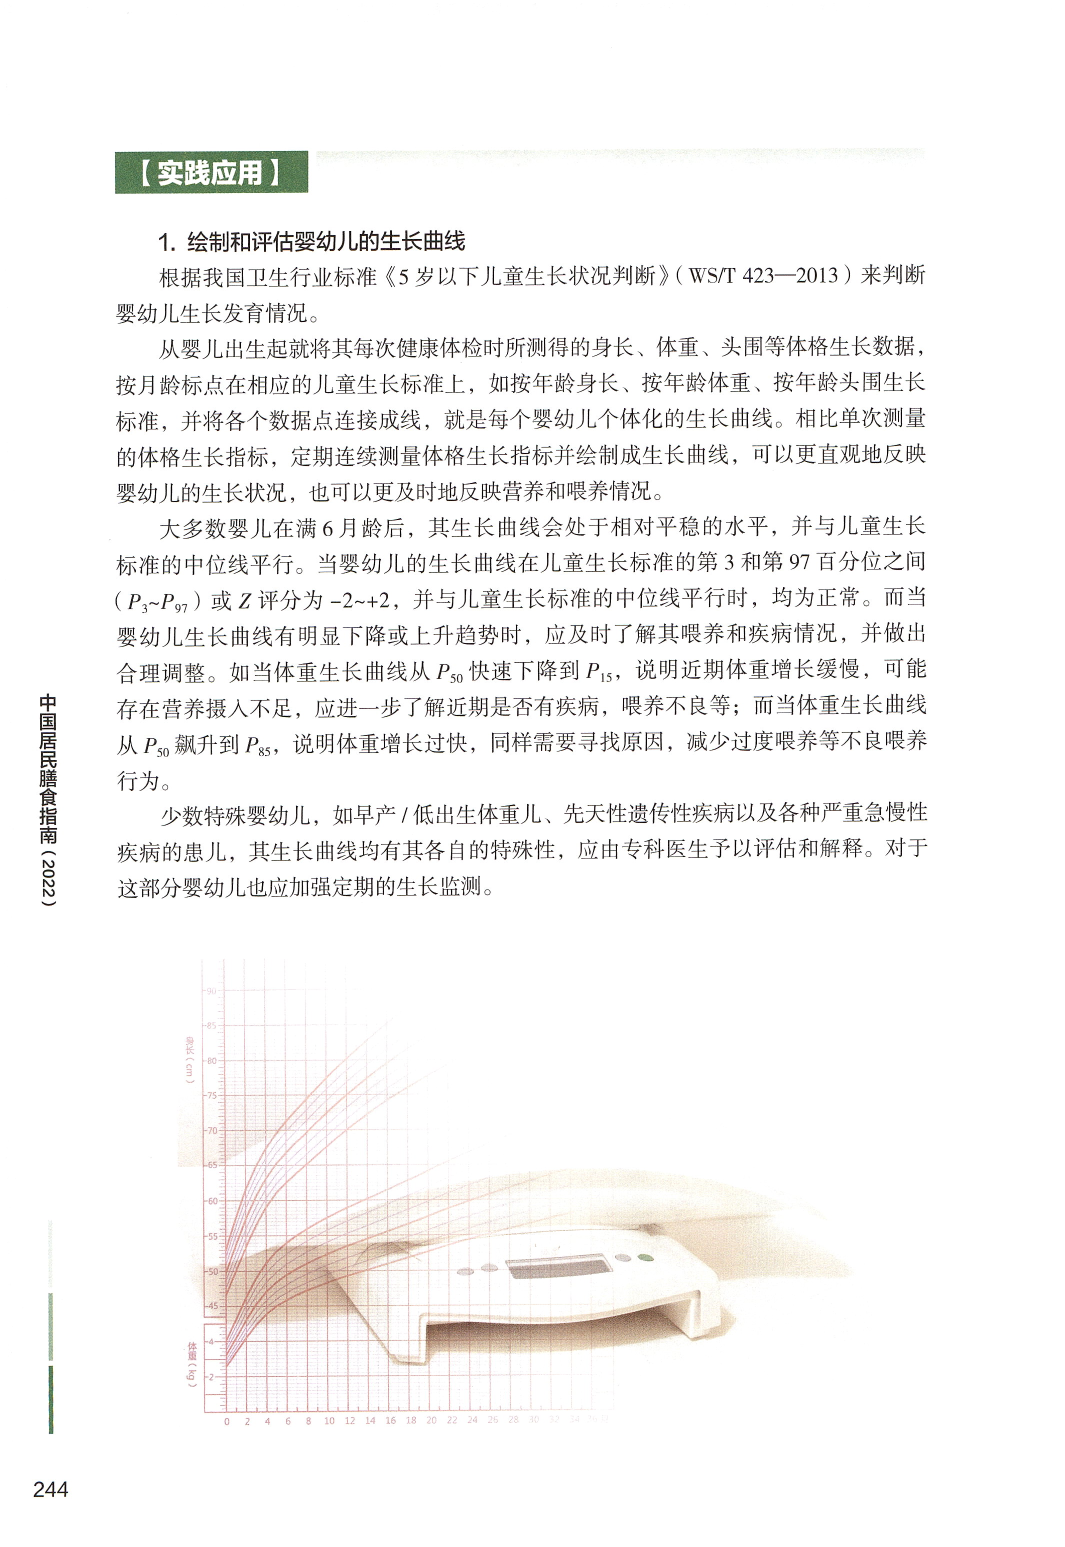 【实践应用】
1. 绘制和评估婴幼儿的生长曲线
根据我国卫生行业标准《5 岁以下儿童生长状况判断》（WS/T 423—2013）来判断
婴幼儿生长发育情况。
从婴儿出生起就将其每次健康体检时所测得的身长、体重、头围等体格生长数据，
按月龄标点在相应的儿童生长标准上，如按年龄身长、按年龄体重、按年龄头围生长
标准，并将各个数据点连接成线，就是每个婴幼儿个体化的生长曲线。相比单次测量
的体格生长指标，定期连续测量体格生长指标并绘制成生长曲线，可以更直观地反映
婴幼儿的生长状况，也可以更及时地反映营养和喂养情况。
大多数婴儿在满 6 月龄后，其生长曲线会处于相对平稳的水平，并与儿童生长
标准的中位线平行。当婴幼儿的生长曲线在儿童生长标准的第 3 和第 97 百分位之间
（P3~P97）或 Z 评分为 –2~+2，并与儿童生长标准的中位线平行时，均为正常。而当
婴幼儿生长曲线有明显下降或上升趋势时，应及时了解其喂养和疾病情况，并做出
合理调整。如当体重生长曲线从 P50 快速下降到 P15，说明近期体重增长缓慢，可能
存在营养摄入不足，应进一步了解近期是否有疾病，喂养不良等；而当体重生长曲线
从 P50 飙升到 P85，说明体重增长过快，同样需要寻找原因，减少过度喂养等不良喂养
行为。
少数特殊婴幼儿，如早产 / 低出生体重儿、先天性遗传性疾病以及各种严重急慢性
疾病的患儿，其生长曲线均有其各自的特殊性，应由专科医生予以评估和解释。对于
这部分婴幼儿也应加强定期的生长监测。
中国居民膳食指南（2022）
身长（cm）
90
85
80
75
70
65
60
55
50
45
体重（kg）
4
2
0 2 4 6 8 10 12 14 16 18 20 22 24 26 28 30 32 34
244